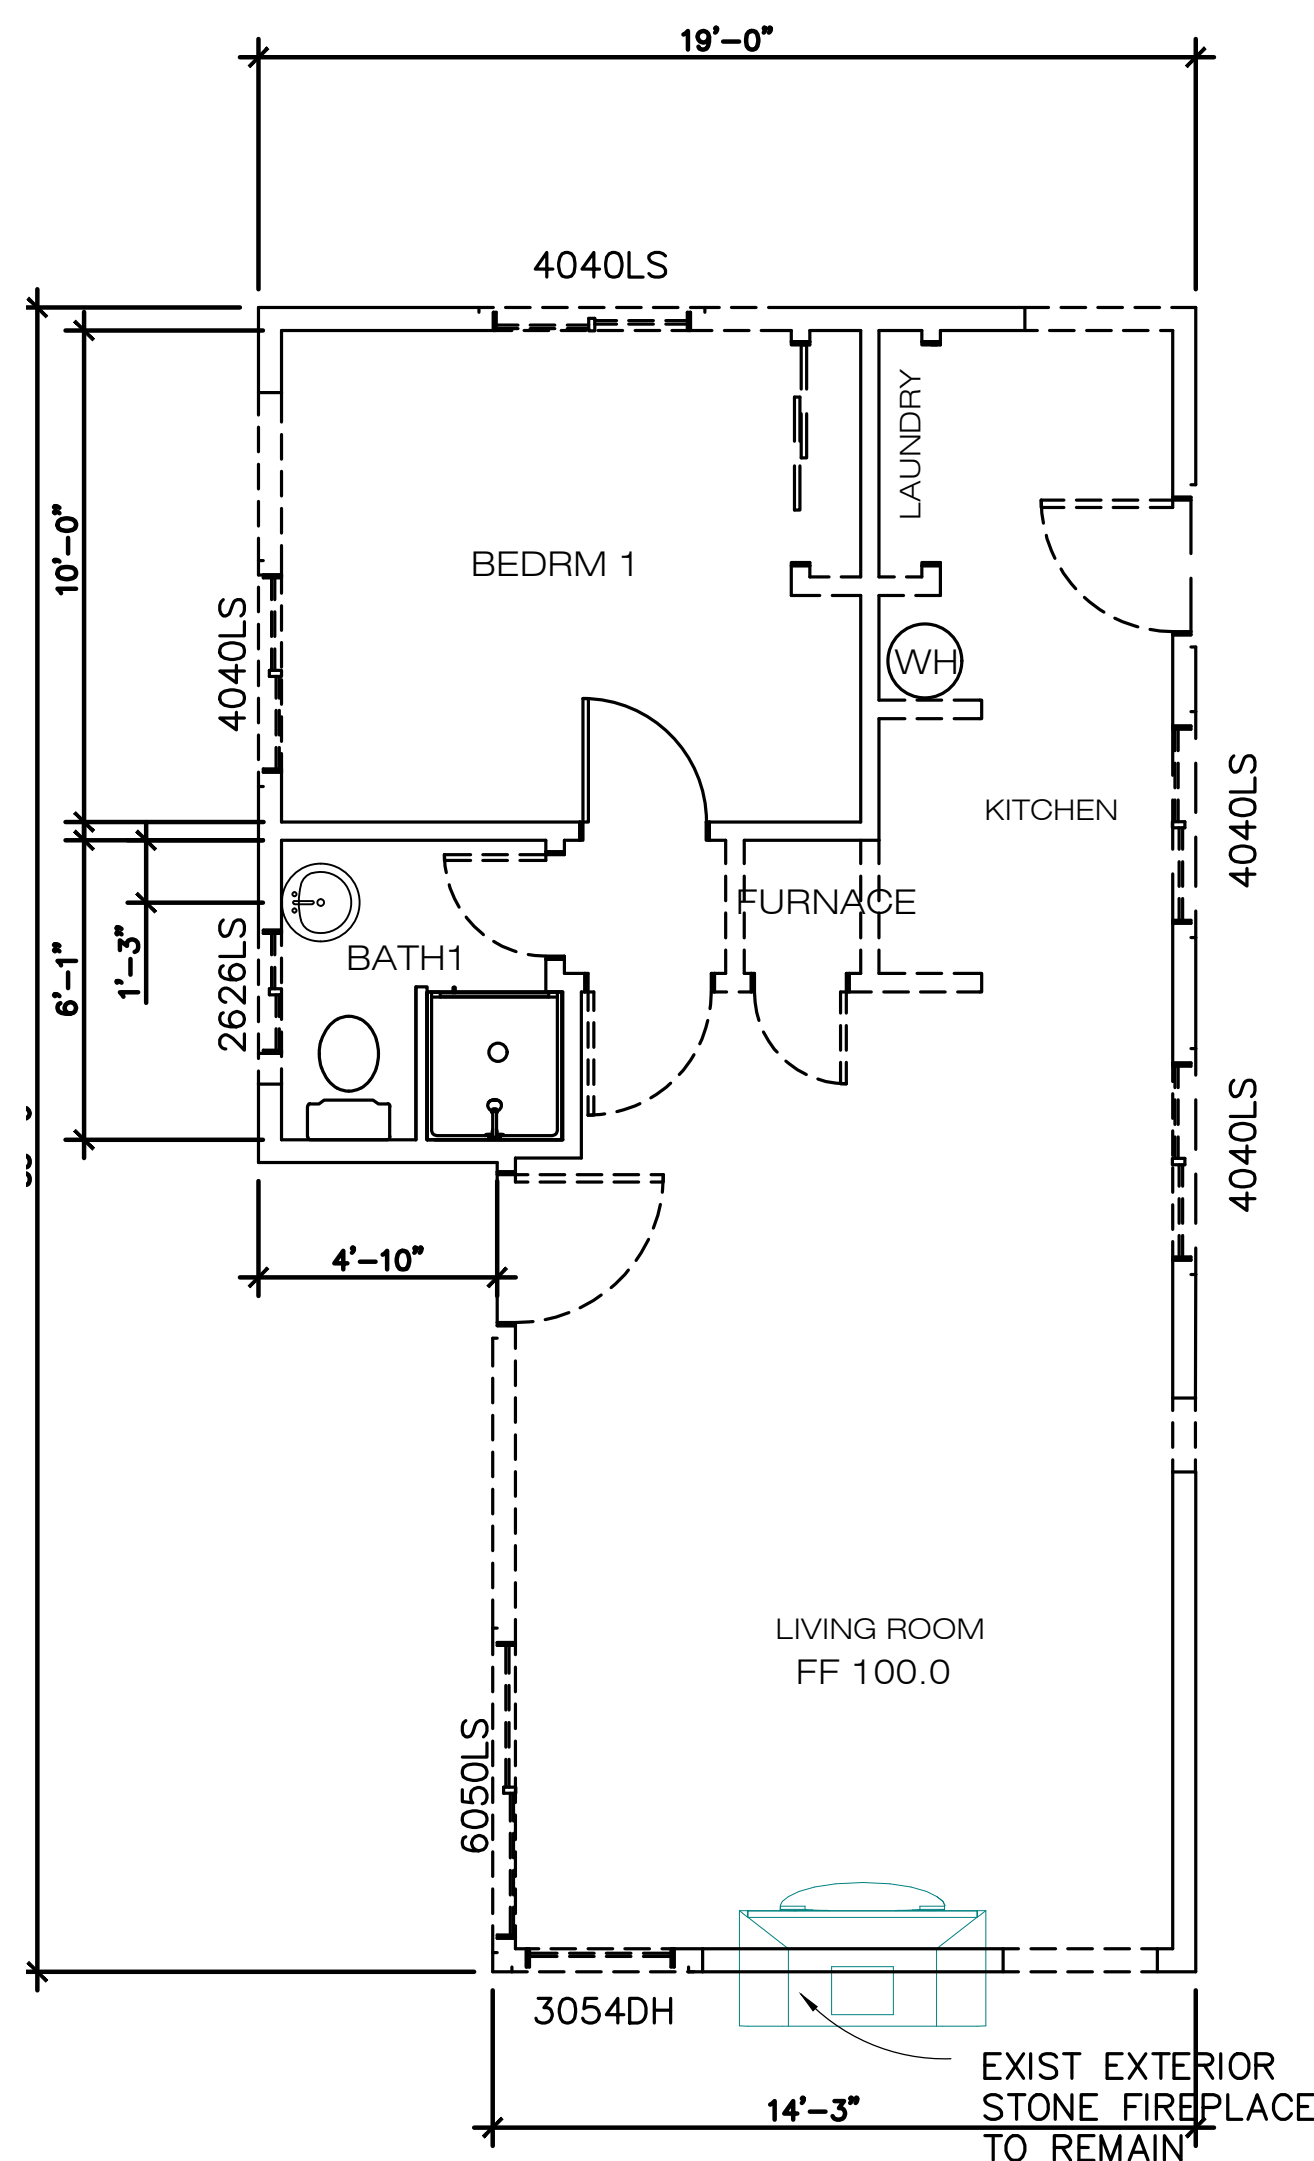 19'-0"
4040LS
LAUNDRY
10'-0"
BEDRM 1
4040LS
WH
KITCHEN
4040LS
FURNACE
BATH1
6'-1"
1'-3"
2626LS
4040LS
4'-10"
LIVING ROOM
FF 100.0
6050LS
3054DH
EXIST EXTERIOR
STONE FIREPLACE
TO REMAIN
14'-3"